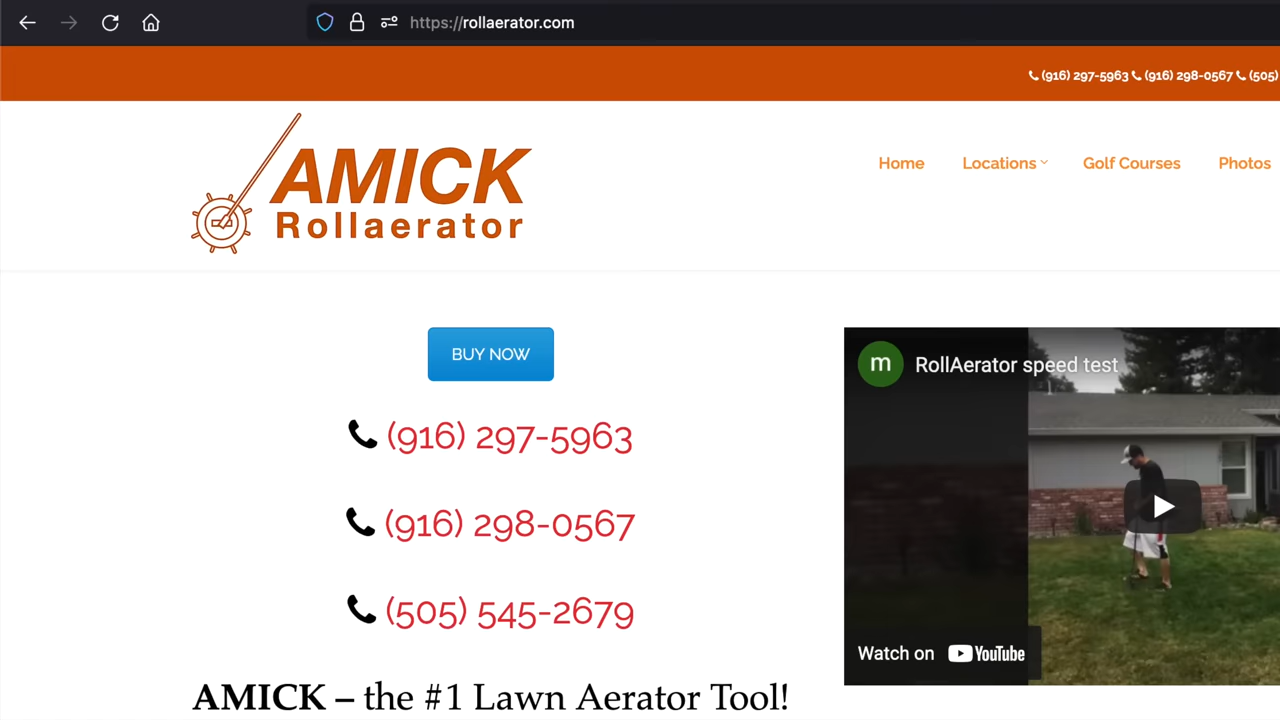 https://rollaerator.com
(916) 297-5963 (916) 298-0567 (505)
AMICK
Rollaerator
Home Locations Golf Courses Photos
BUY NOW
(916) 297-5963
(916) 298-0567
(505) 545-2679
AMICK – the #1 Lawn Aerator Tool!
m RollAerator speed test
Watch on YouTube